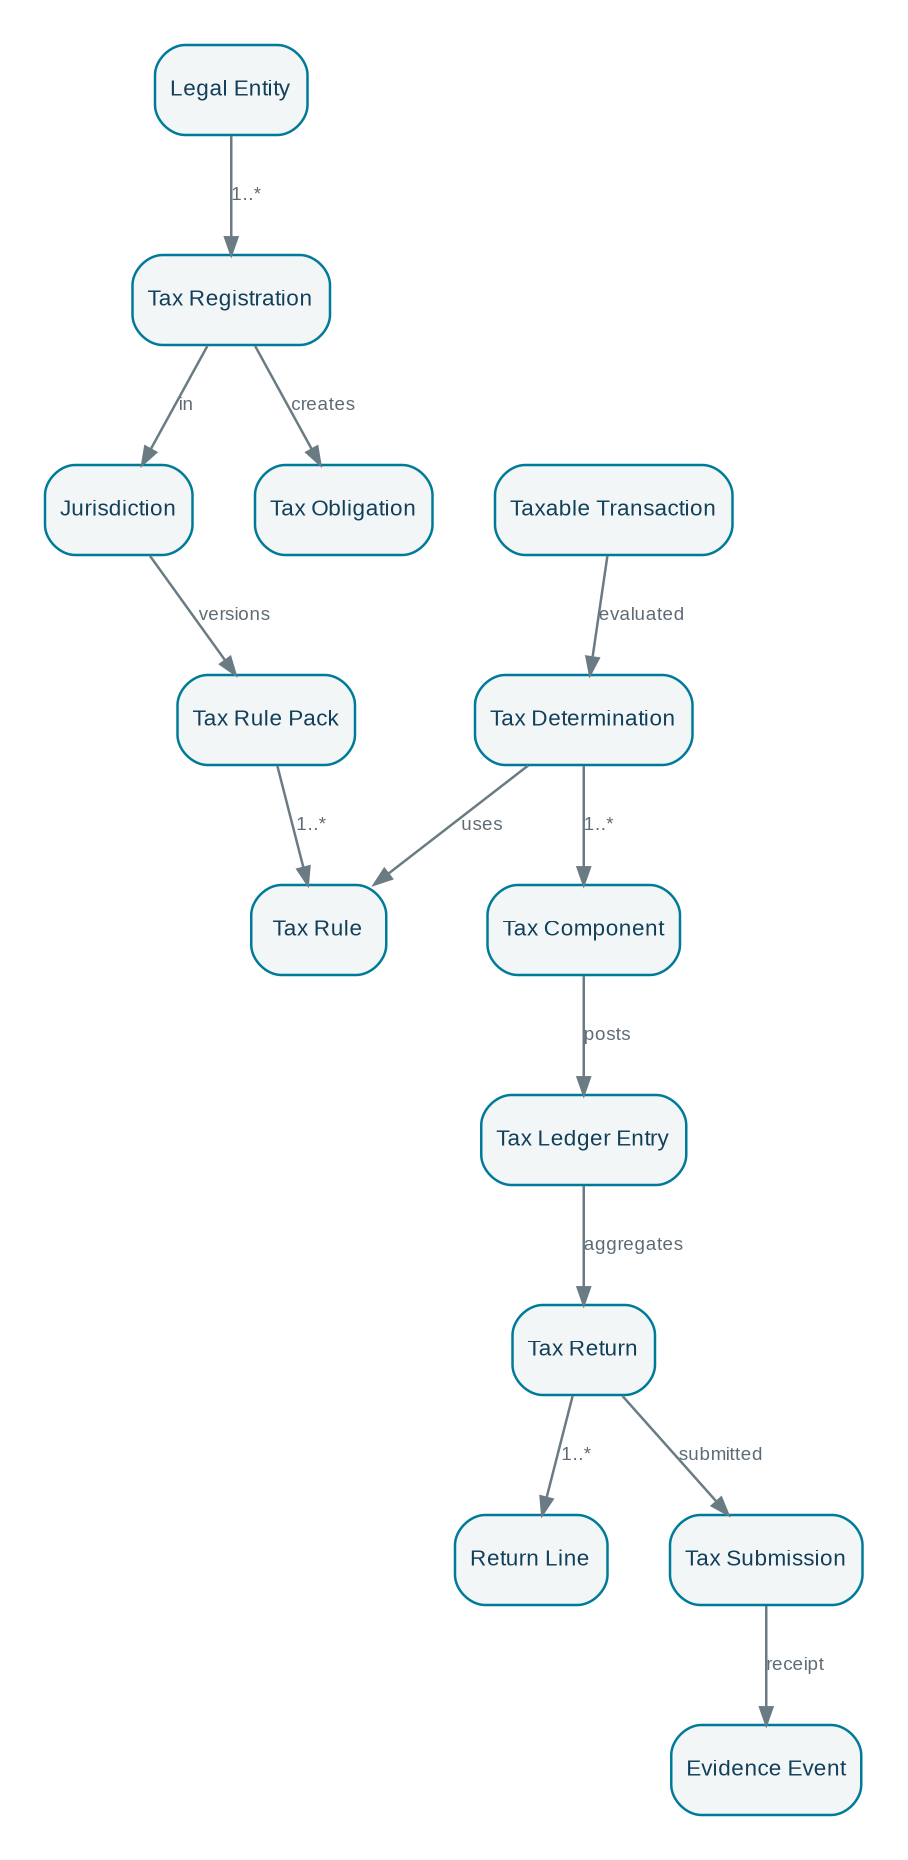 Legal Entity
1..*
Tax Registration
in
creates
Jurisdiction
Tax Obligation
Taxable Transaction
versions
evaluated
Tax Rule Pack
Tax Determination
1..*
uses
1..*
Tax Rule
Tax Component
posts
Tax Ledger Entry
aggregates
Tax Return
1..*
submitted
Return Line
Tax Submission
receipt
Evidence Event